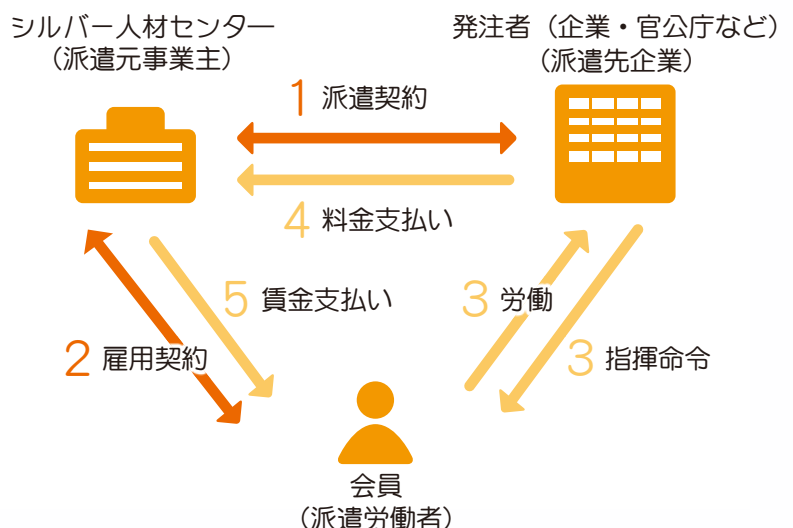 シルバー人材センター
（派遣元事業主）
発注者（企業・官公庁など）
（派遣先企業）
1 派遣契約
4 料金支払い
5 賃金支払い
3 労働
2 雇用契約
3 指揮命令
会員
（派遣労働者）